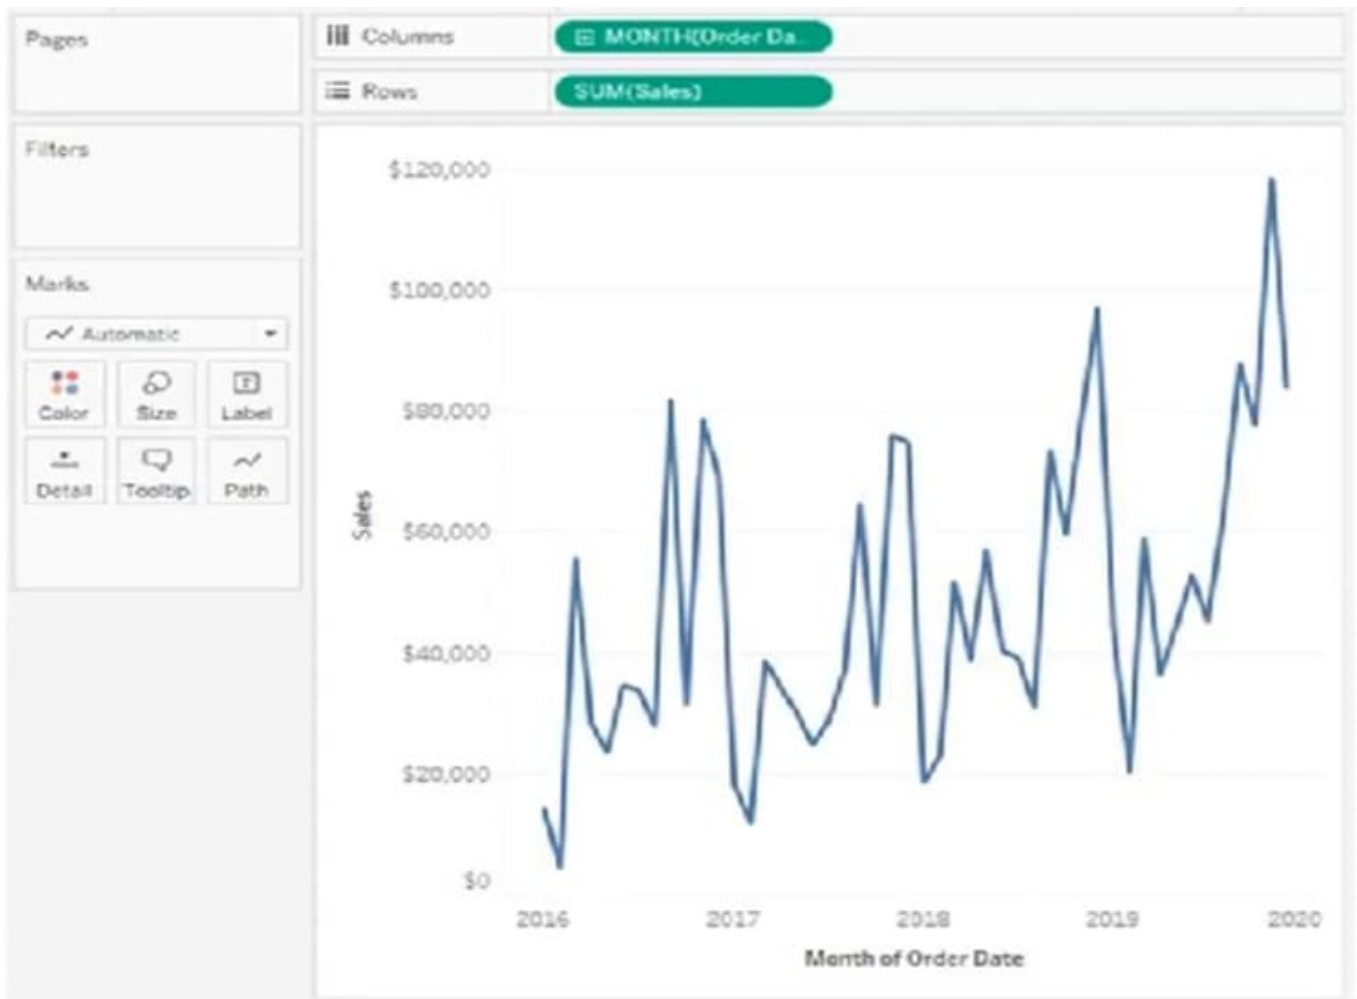 Pages
Columns
MONTH(Order Da..
Rows
SUM(Sales)
Filters
Marks
Automatic
Color
Size
Label
Detail
Tooltip
Path
$120,000
$100,000
$80,000
$60,000
$40,000
$20,000
$0
Sales
2016
2017
2018
2019
2020
Month of Order Date